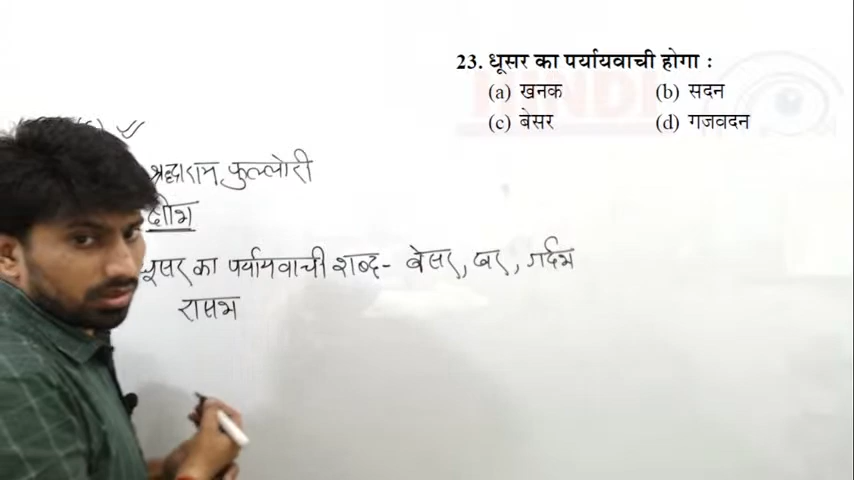 23. धूसर का पर्यायवाची होगा :
(a) खनक (b) सदन
(c) बेसर (d) गजवदन
श्रद्धाराम फुल्लोरी
धूसर का पर्यायवाची शब्द- बेसर, खर, गर्दभ
रासभ